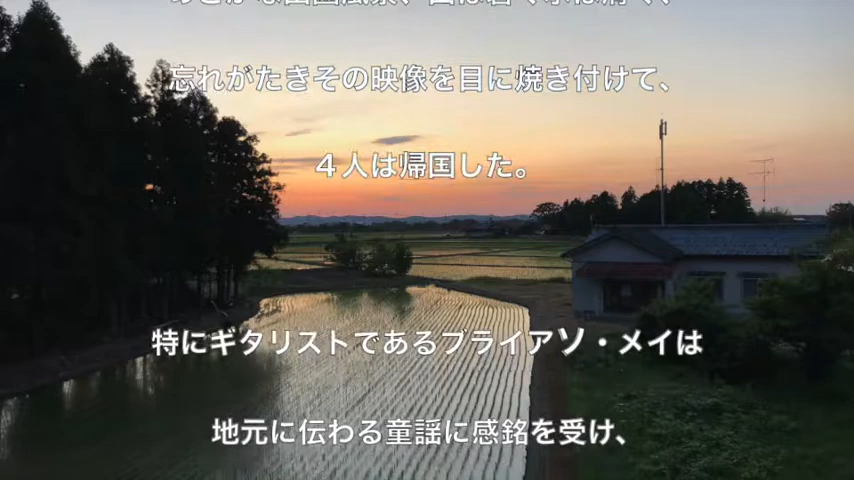 忘れがたきその映像を目に焼き付けて、
４人は帰国した。
特にギタリストであるブライアソ・メイは
地元に伝わる童謡に感銘を受け、